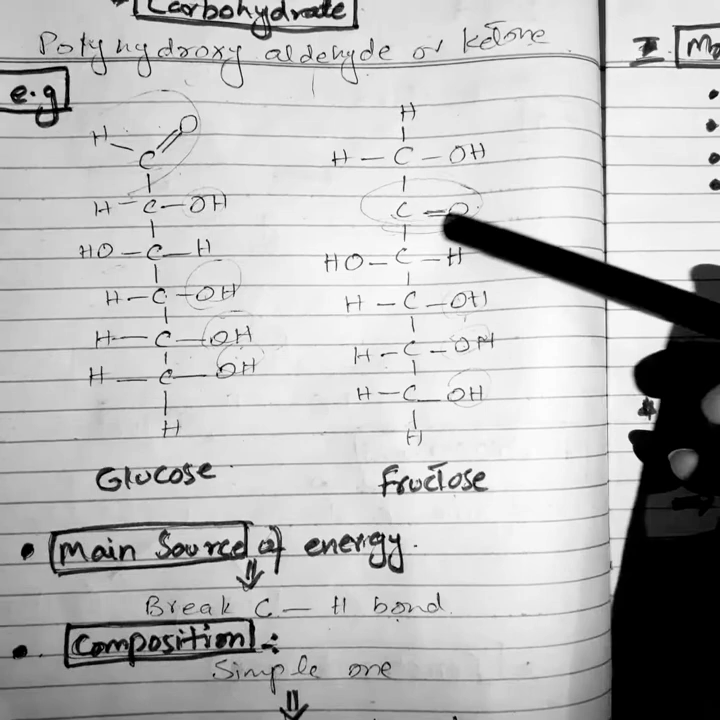 Carbohydrate
Polyhydroxy aldehyde or ketone
e.g
H O
C
H — C — OH
HO — C — H
H — C — OH
H — C — OH
H — C — OH
H
Glucose
H
H — C — OH
C = O
HO — C — H
H — C — OH
H — C — OH
H — C — OH
H
Fructose
• Main Source of energy.
⇓
Break C — H bond
• Composition :-
Simple one
⇓
I